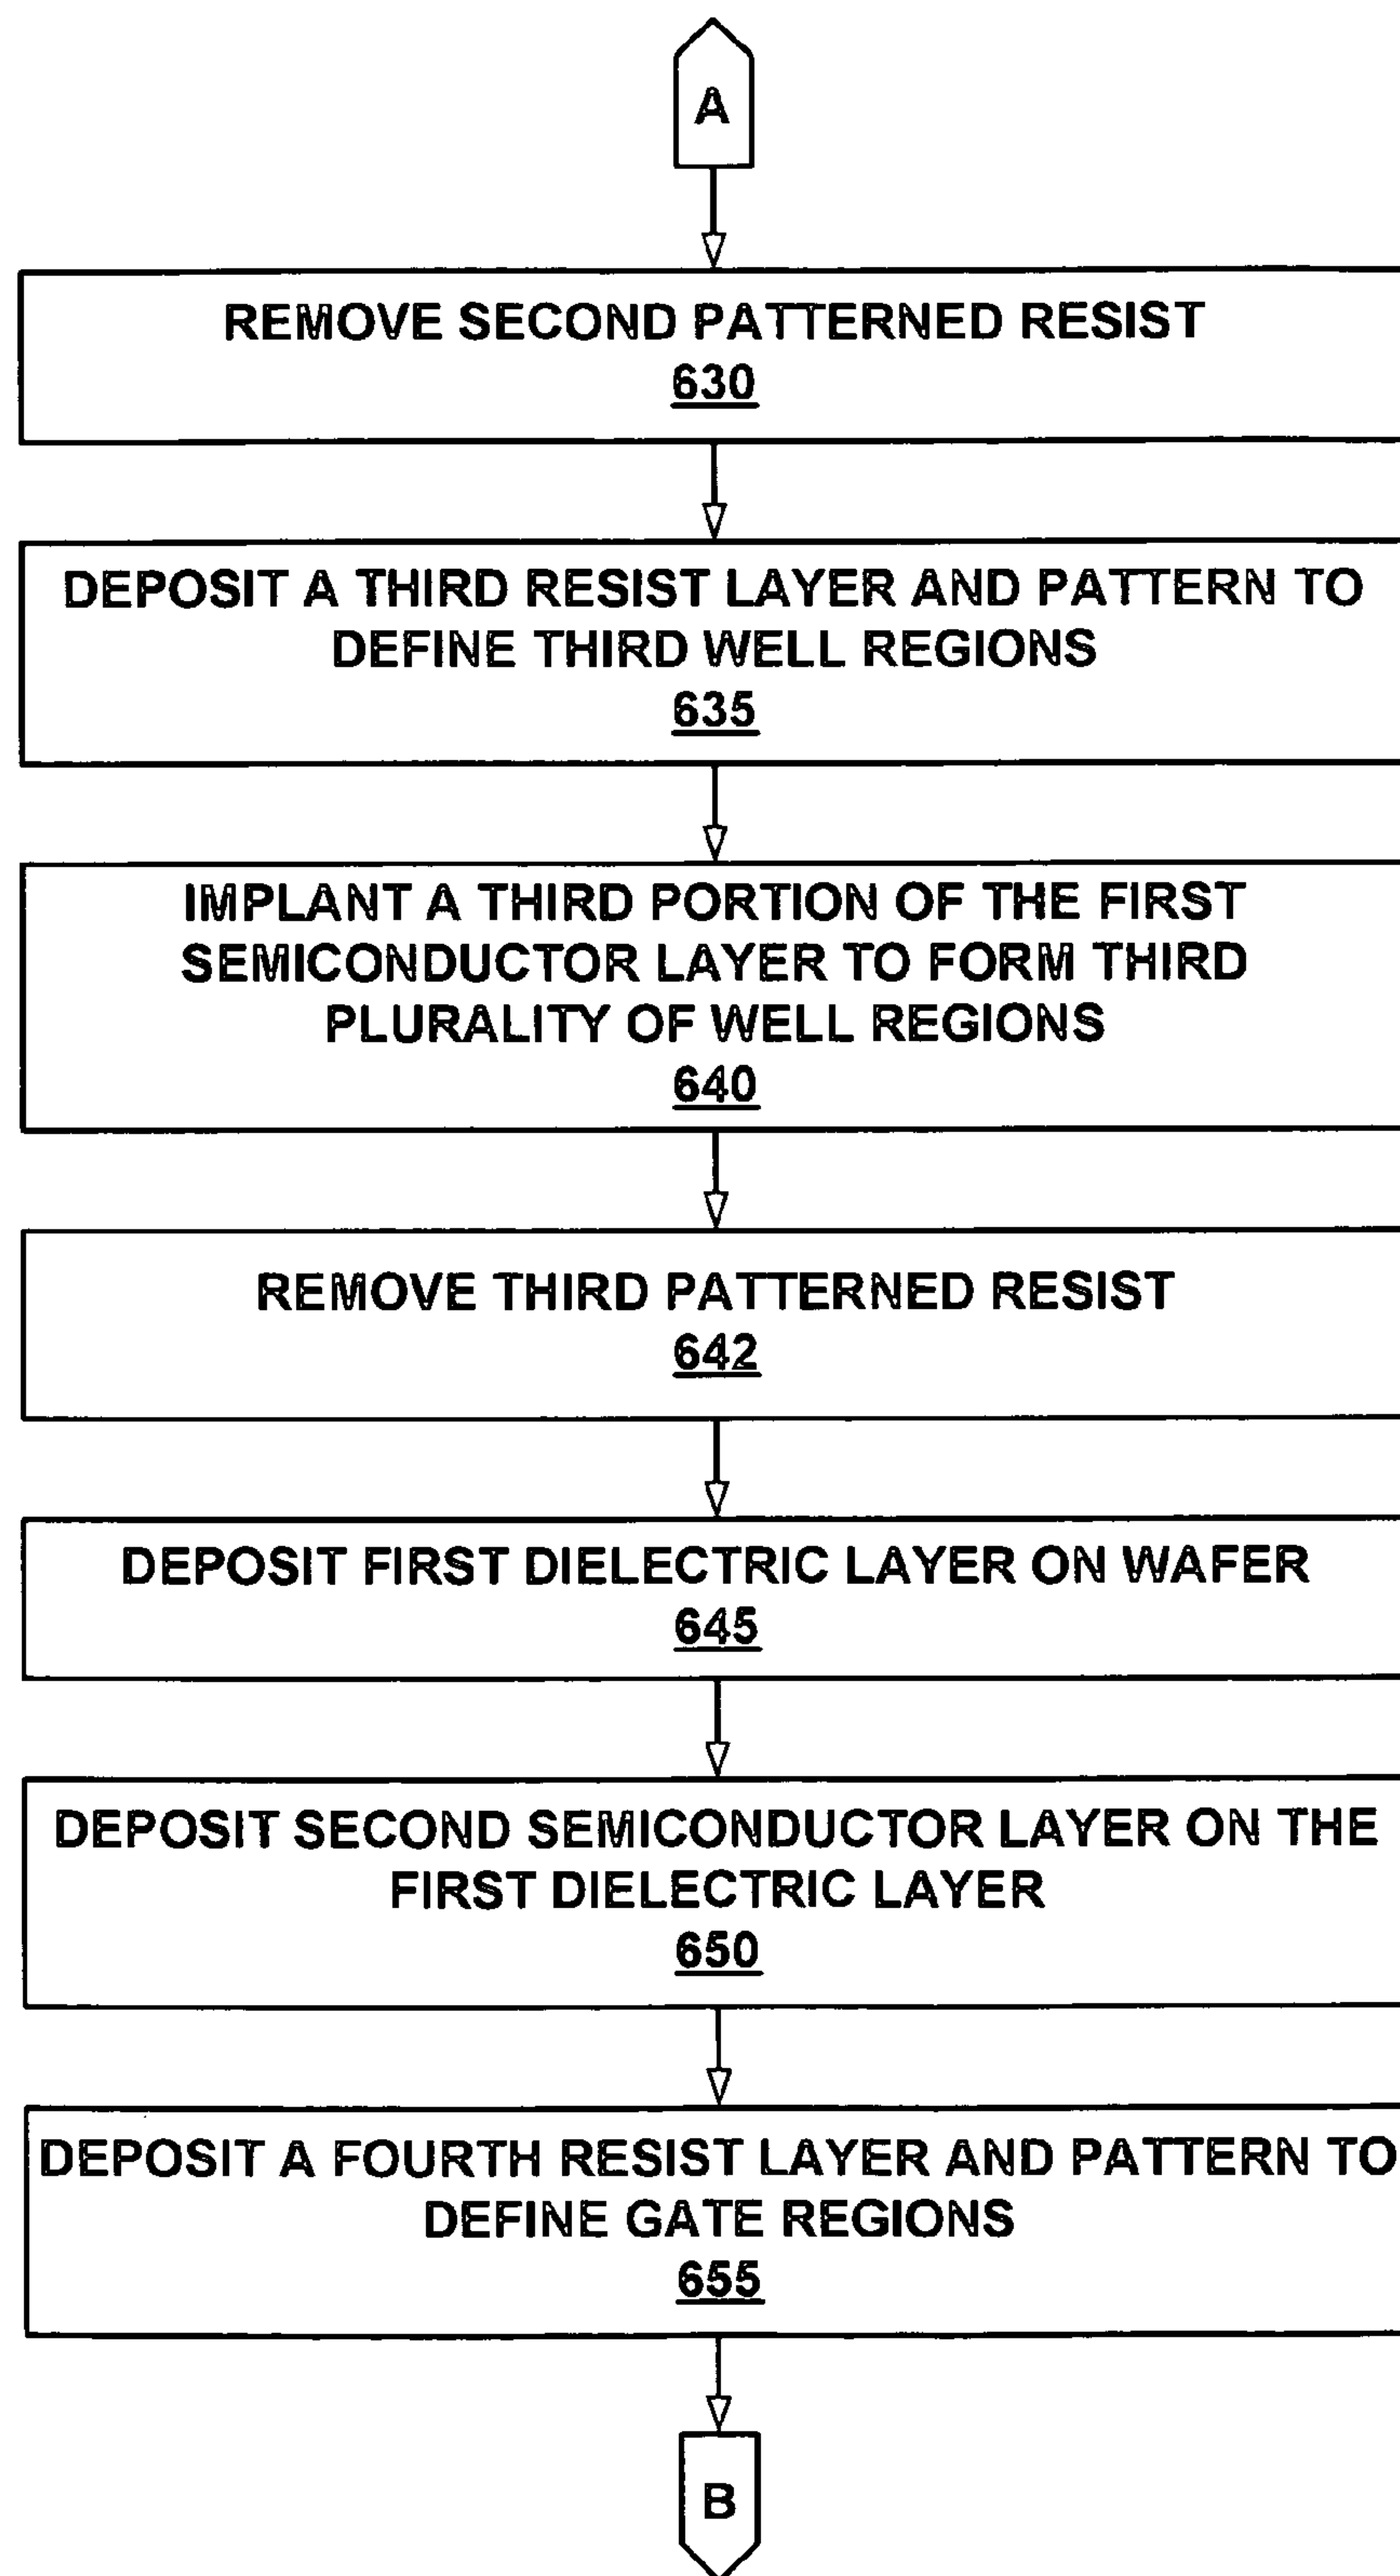 A
REMOVE SECOND PATTERNED RESIST
630
DEPOSIT A THIRD RESIST LAYER AND PATTERN TO
DEFINE THIRD WELL REGIONS
635
IMPLANT A THIRD PORTION OF THE FIRST
SEMICONDUCTOR LAYER TO FORM THIRD
PLURALITY OF WELL REGIONS
640
REMOVE THIRD PATTERNED RESIST
642
DEPOSIT FIRST DIELECTRIC LAYER ON WAFER
645
DEPOSIT SECOND SEMICONDUCTOR LAYER ON THE
FIRST DIELECTRIC LAYER
650
DEPOSIT A FOURTH RESIST LAYER AND PATTERN TO
DEFINE GATE REGIONS
655
B